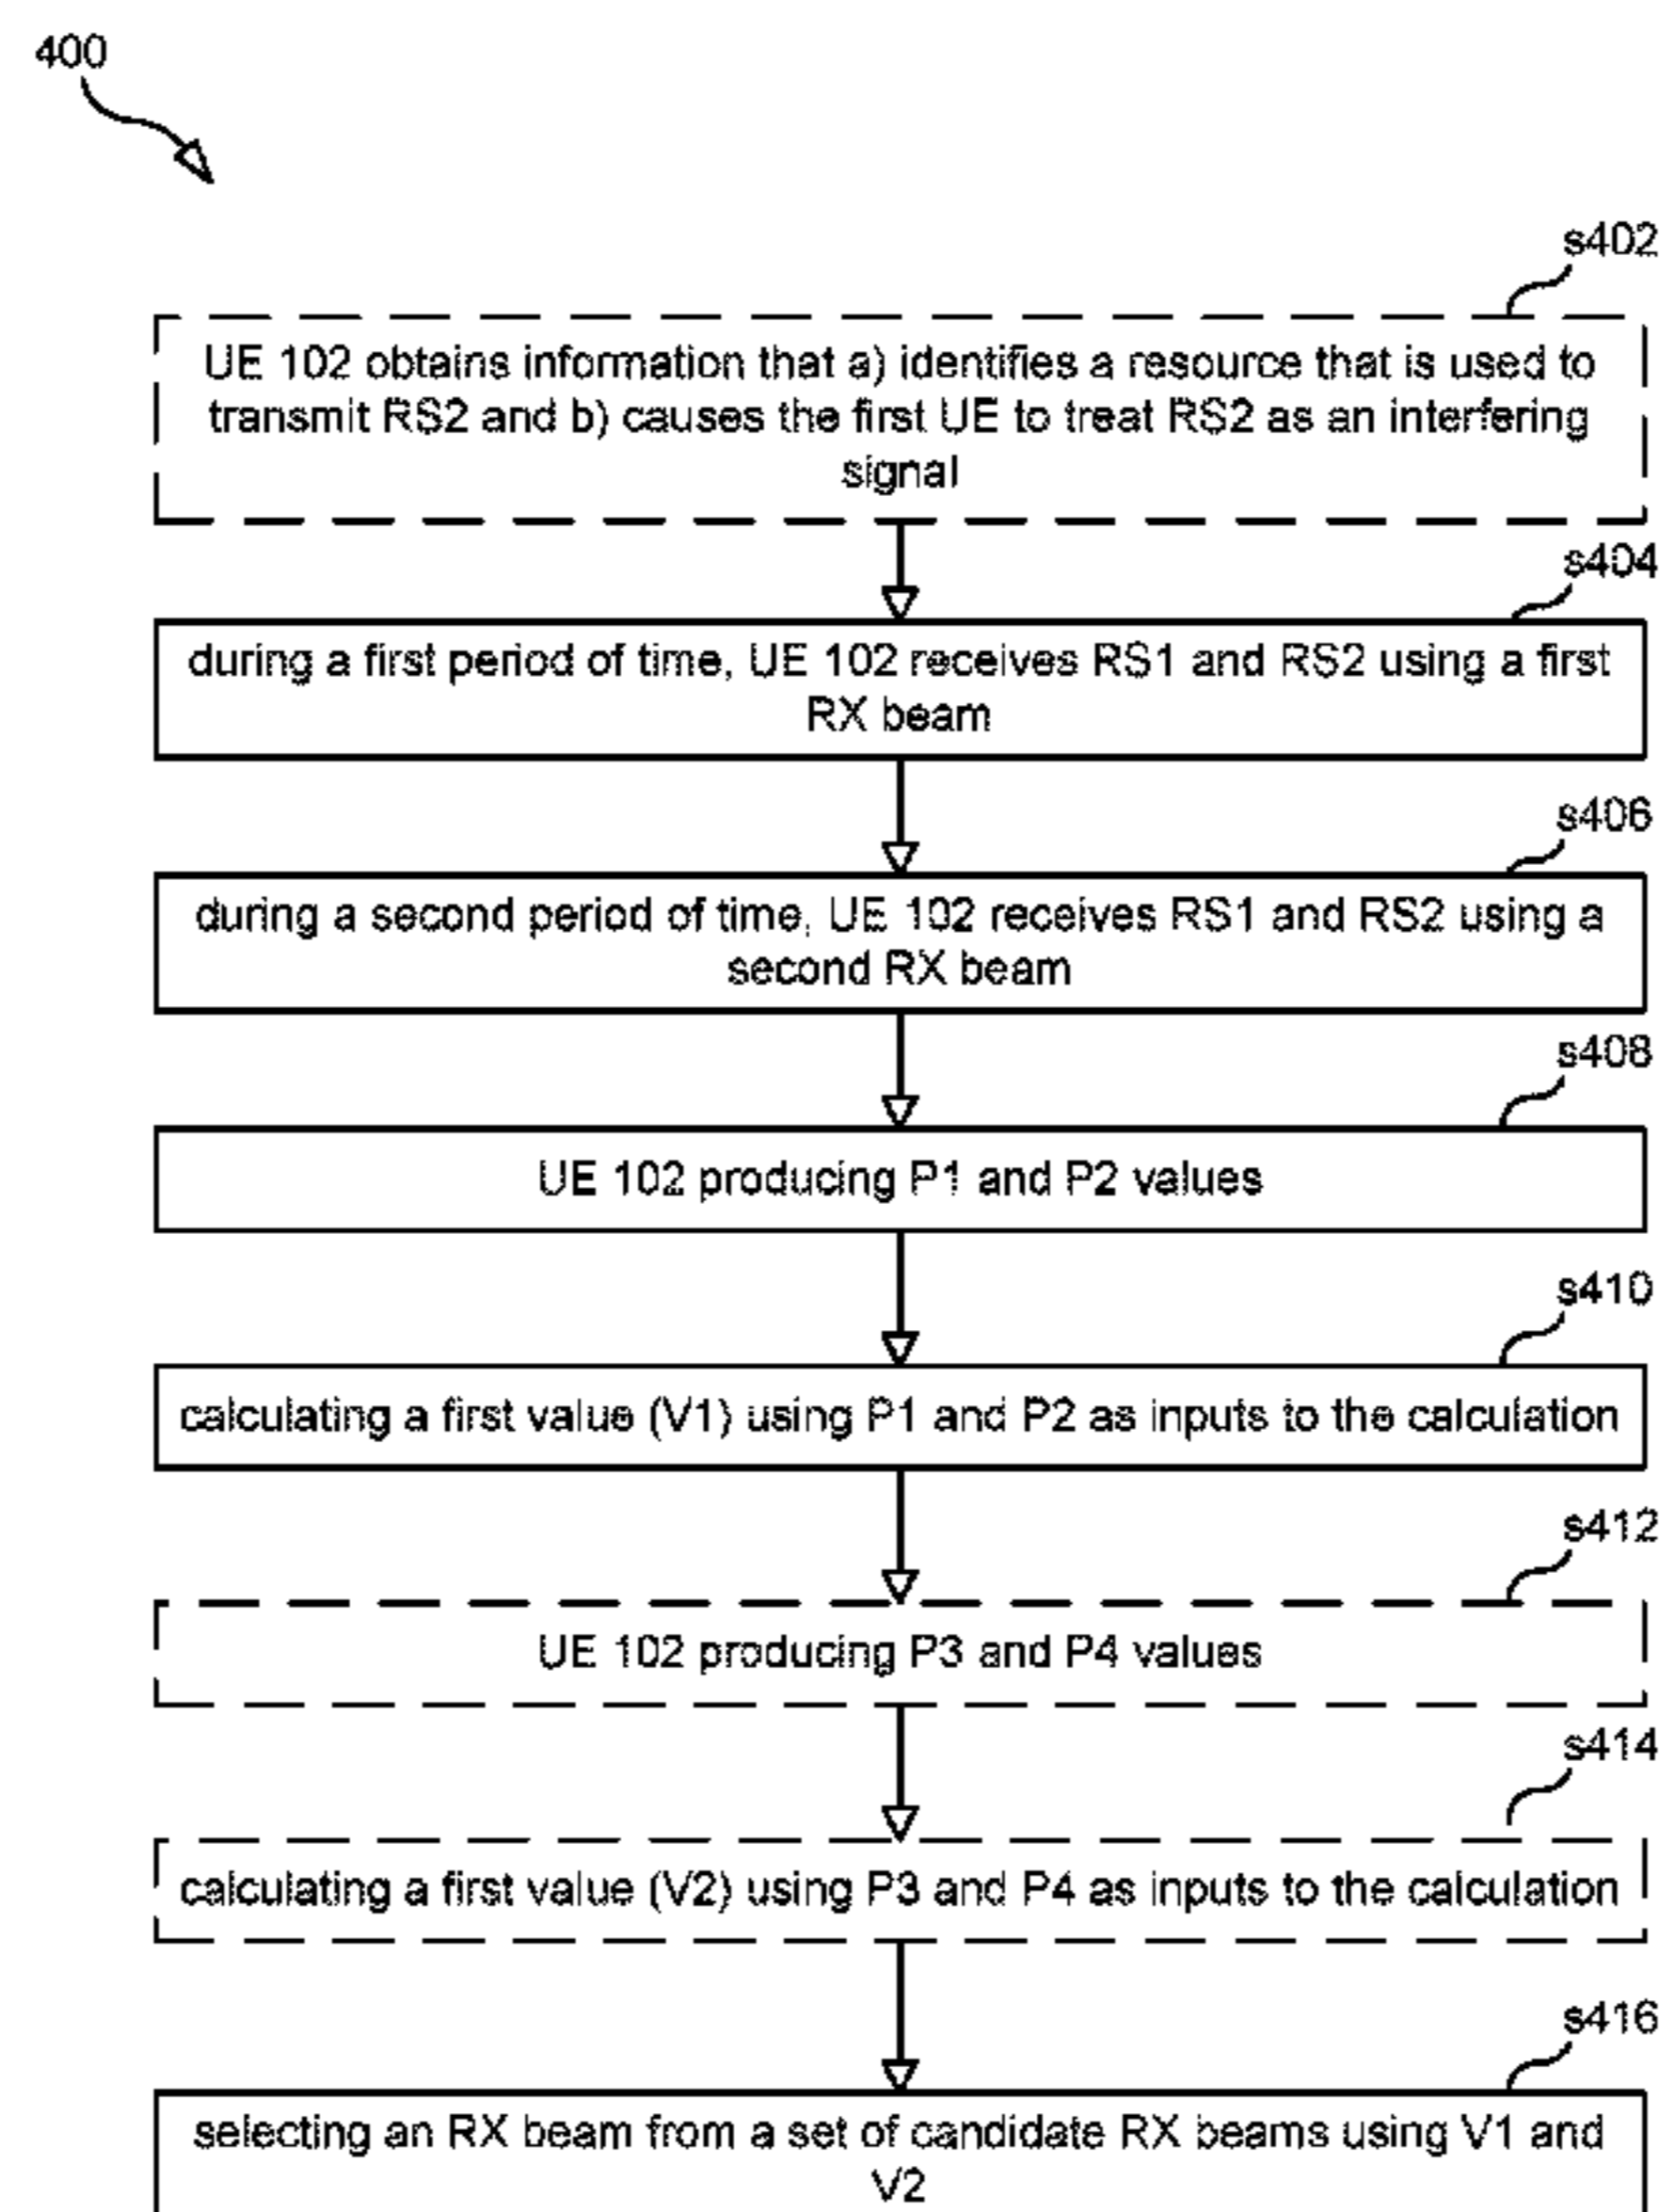 400
s402
UE 102 obtains information that a) identifies a resource that is used to
transmit RS2 and b) causes the first UE to treat RS2 as an interfering
signal
s404
during a first period of time, UE 102 receives RS1 and RS2 using a first
RX beam
s406
during a second period of time, UE 102 receives RS1 and RS2 using a
second RX beam
s408
UE 102 producing P1 and P2 values
s410
calculating a first value (V1) using P1 and P2 as inputs to the calculation
s412
UE 102 producing P3 and P4 values
s414
calculating a first value (V2) using P3 and P4 as inputs to the calculation
s416
selecting an RX beam from a set of candidate RX beams using V1 and
V2